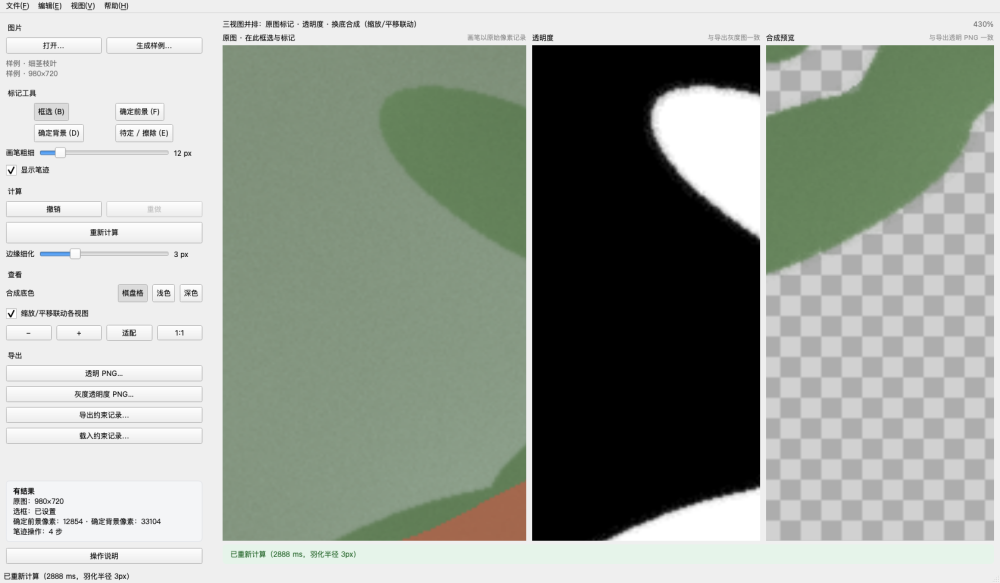 文件(F) 编辑(E) 视图(V) 帮助(H)
图片
打开... 生成样例...
样例 · 细茎枝叶
样例 · 980×720
标记工具
框选 (B) 确定前景 (F)
确定背景 (D) 待定 / 擦除 (E)
画笔粗细 12 px
显示笔迹
计算
撤销 重做
重新计算
边缘细化 3 px
查看
合成底色 棋盘格 浅色 深色
缩放/平移联动各视图
− + 适配 1:1
导出
透明 PNG...
灰度透明度 PNG...
导出约束记录...
载入约束记录...
有结果
原图：980×720
选框：已设置
确定前景像素：12854 · 确定背景像素：33104
笔迹操作：4 步
操作说明
已重新计算（2888 ms，羽化半径 3px）
三视图并排：原图标记 · 透明度 · 换底合成（缩放/平移联动） 430%
原图 · 在此框选与标记 画笔以原始像素记录
透明度 与导出灰度图一致
合成预览 与导出透明 PNG 一致
已重新计算（2888 ms，羽化半径 3px）